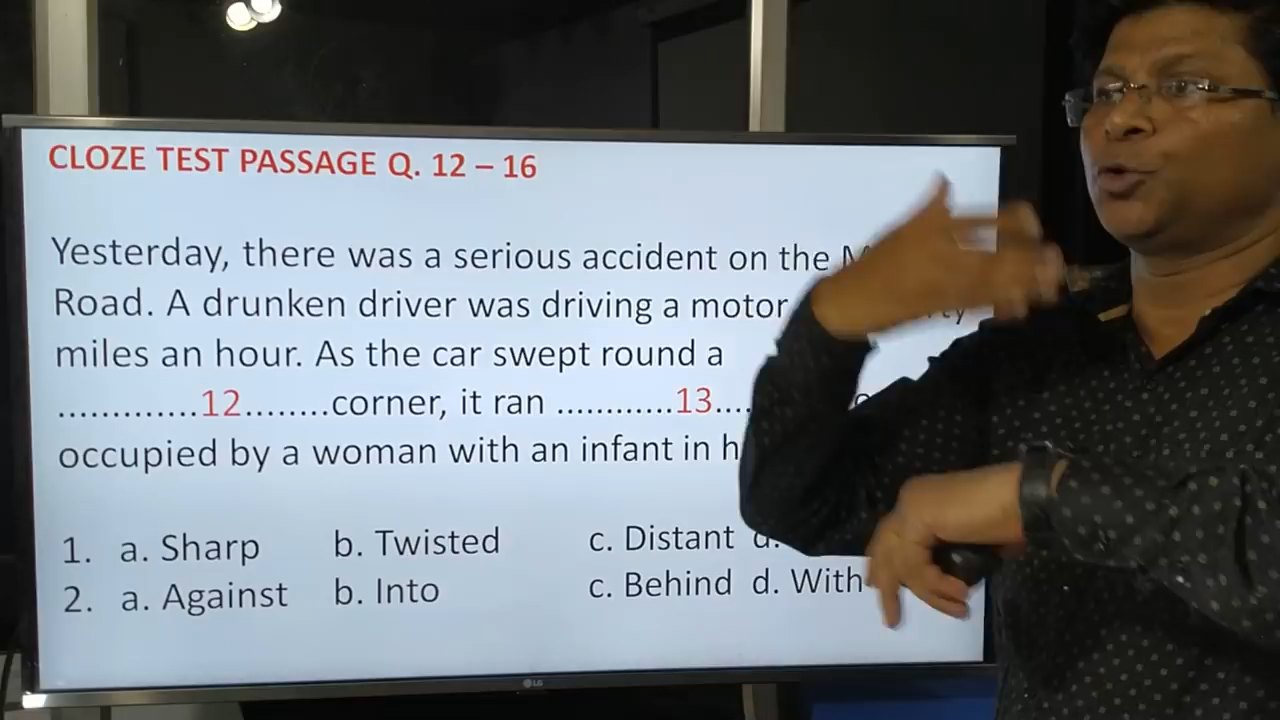 CLOZE TEST PASSAGE Q. 12 – 16
Yesterday, there was a serious accident on the
Road. A drunken driver was driving a motor
miles an hour. As the car swept round a
.............12........corner, it ran ............13....
occupied by a woman with an infant in
1. a. Sharp b. Twisted c. Distant d.
2. a. Against b. Into c. Behind d. With
LG